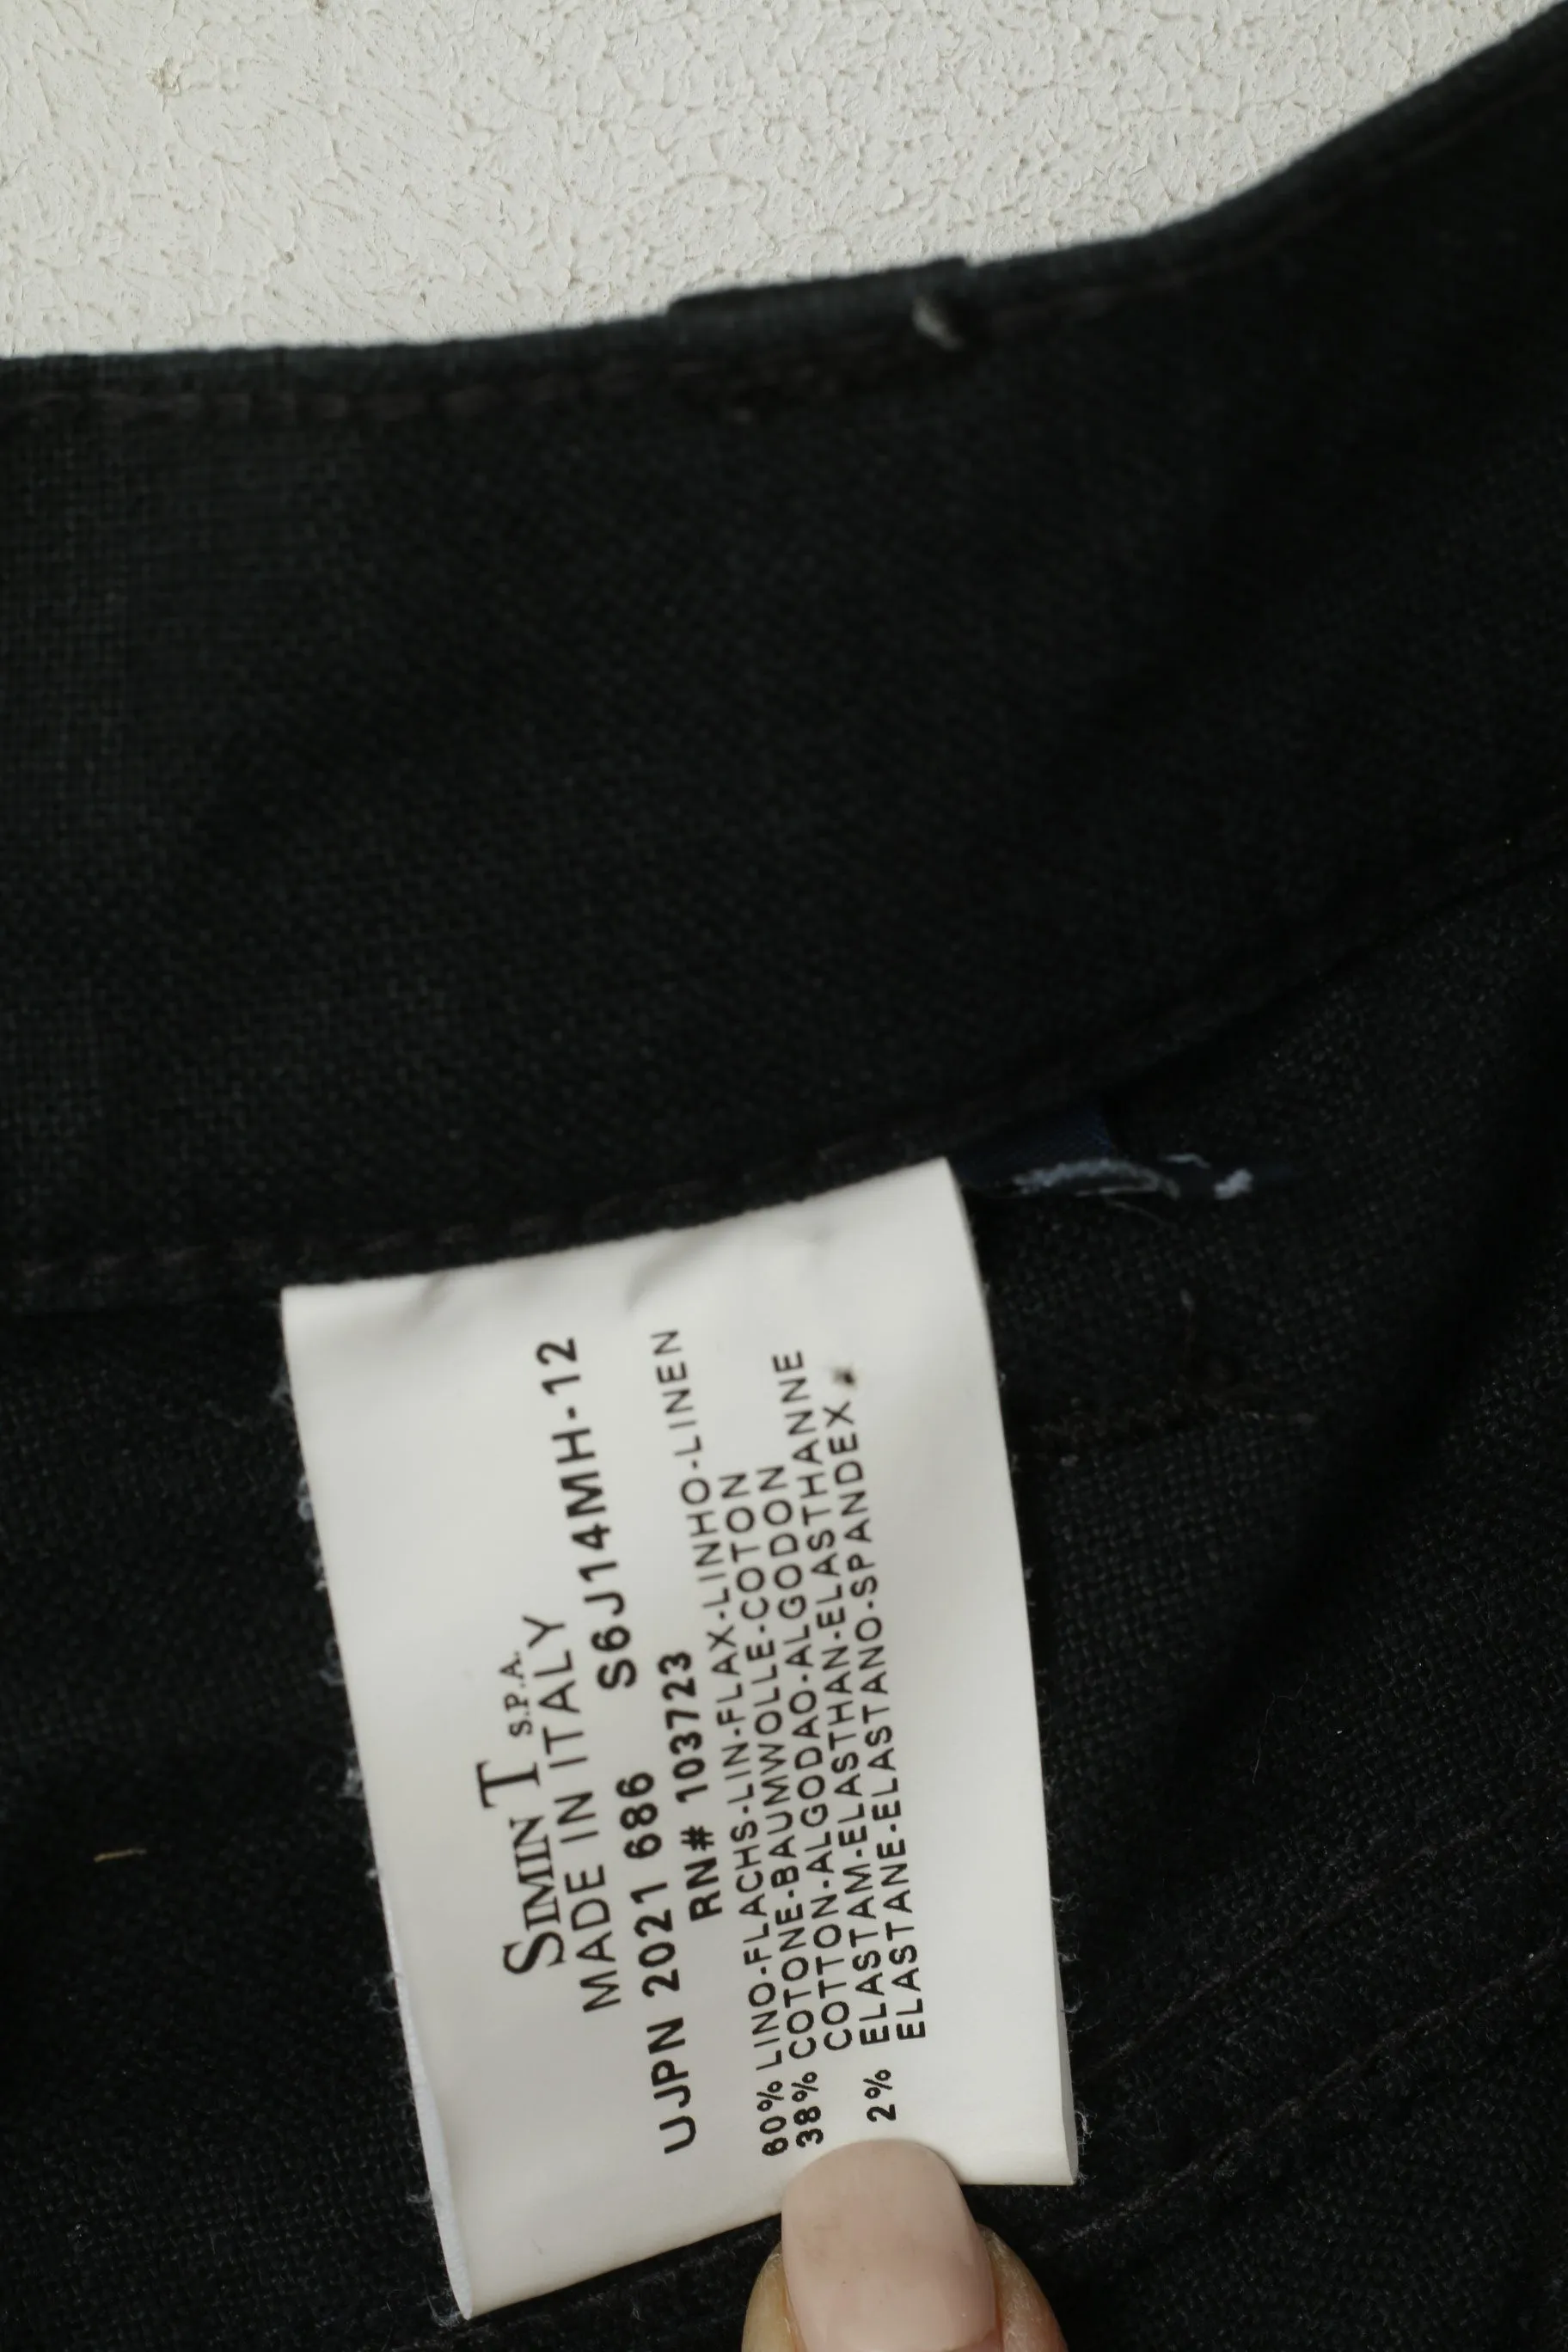 SIMIN T S.P.A.
MADE IN ITALY
UJPN 2021 686 S6J14MH-12
RN# 103723
60% LINO-FLACHS-LIN-FLAX-LINHO-LINEN
38% COTONE-BAUMWOLLE-COTON
COTTON-ALGODAO-ALGODON
2% ELASTAM-ELASTHAN-ELASTHANNE
ELASTANE-ELASTANO-SPANDEX